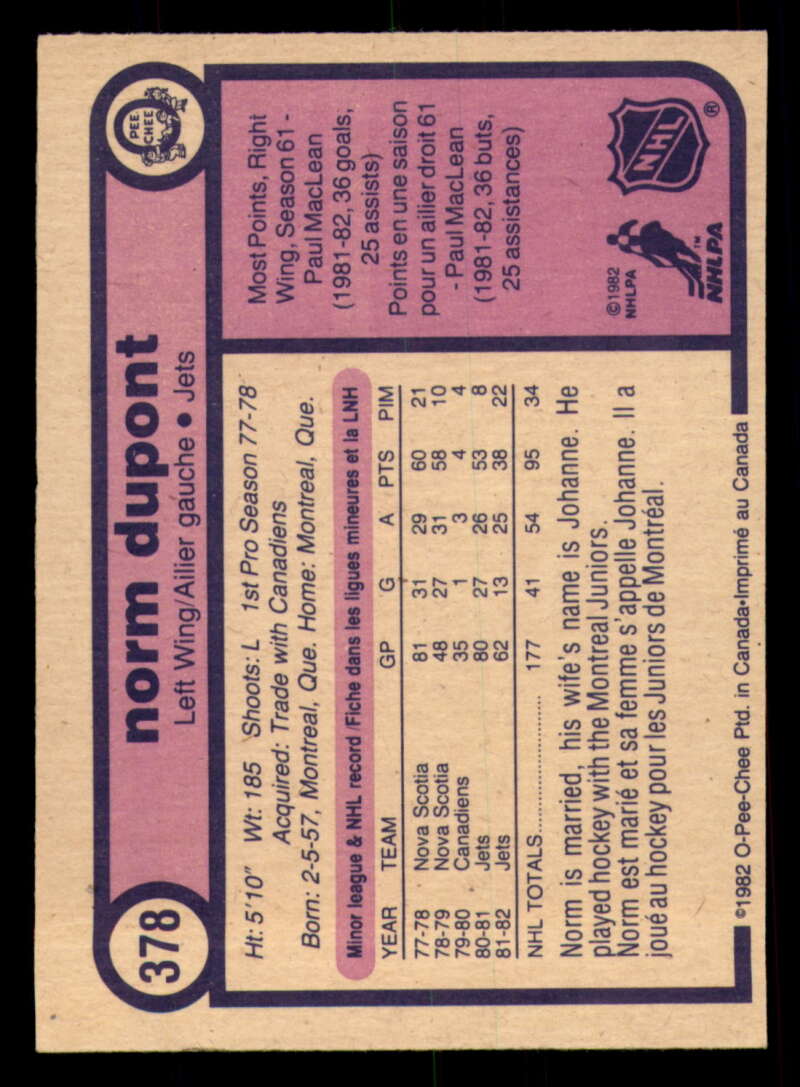 378
norm dupont
Left Wing/Ailier gauche • Jets
O PEE-CHEE
Ht: 5'10" Wt: 185 Shoots: L 1st Pro Season 77-78
Acquired: Trade with Canadiens
Born: 2-5-57, Montreal, Que. Home: Montreal, Que.
Minor league & NHL record /Fiche dans les ligues mineures et la LNH
YEAR TEAM GP G A PTS PIM
77-78 Nova Scotia 81 31 29 60 21
78-79 Nova Scotia 48 27 31 58 10
79-80 Canadiens 35 1 3 4 4
80-81 Jets 80 27 26 53 8
81-82 Jets 62 13 25 38 22
NHL TOTALS.................... 177 41 54 95 34
Norm is married, his wife's name is Johanne. He
played hockey with the Montreal Juniors.
Norm est marié et sa femme s'appelle Johanne. Il a
joué au hockey pour les Juniors de Montréal.
Most Points, Right
Wing, Season 61 -
Paul MacLean
(1981-82, 36 goals,
25 assists)
Points en une saison
pour un ailier droit 61
- Paul MacLean
(1981-82, 36 buts,
25 assistances)
©1982
NHLPA
NHLPA™
NHL ®
©1982 O-Pee-Chee Ptd. in Canada•Imprimé au Canada